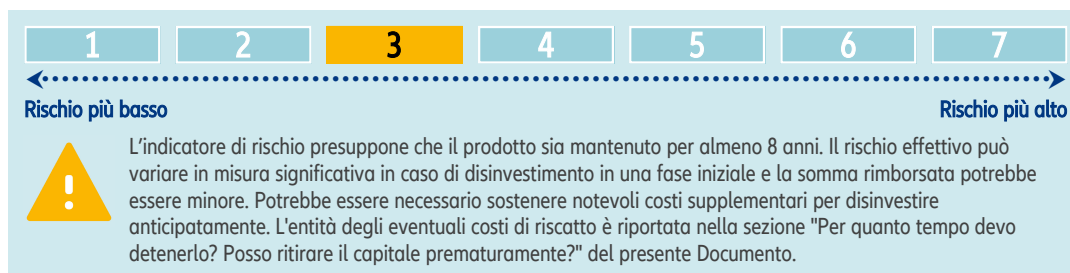 1 2 3 4 5 6 7
Rischio più basso Rischio più alto
L'indicatore di rischio presuppone che il prodotto sia mantenuto per almeno 8 anni. Il rischio effettivo può
variare in misura significativa in caso di disinvestimento in una fase iniziale e la somma rimborsata potrebbe
essere minore. Potrebbe essere necessario sostenere notevoli costi supplementari per disinvestire
anticipatamente. L'entità degli eventuali costi di riscatto è riportata nella sezione "Per quanto tempo devo
detenerlo? Posso ritirare il capitale prematuramente?" del presente Documento.